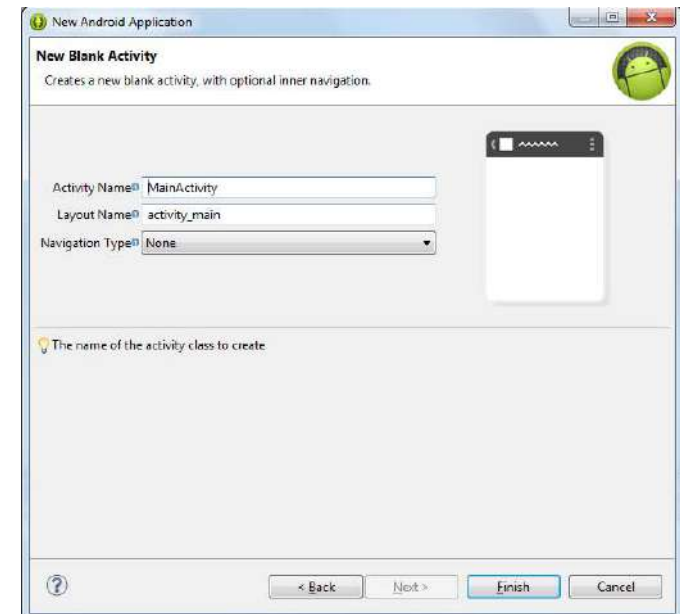 New Android Application
New Blank Activity
Creates a new blank activity, with optional inner navigation.
Activity Name MainActivity
Layout Name activity_main
Navigation Type None
The name of the activity class to create
< Back Next > Finish Cancel